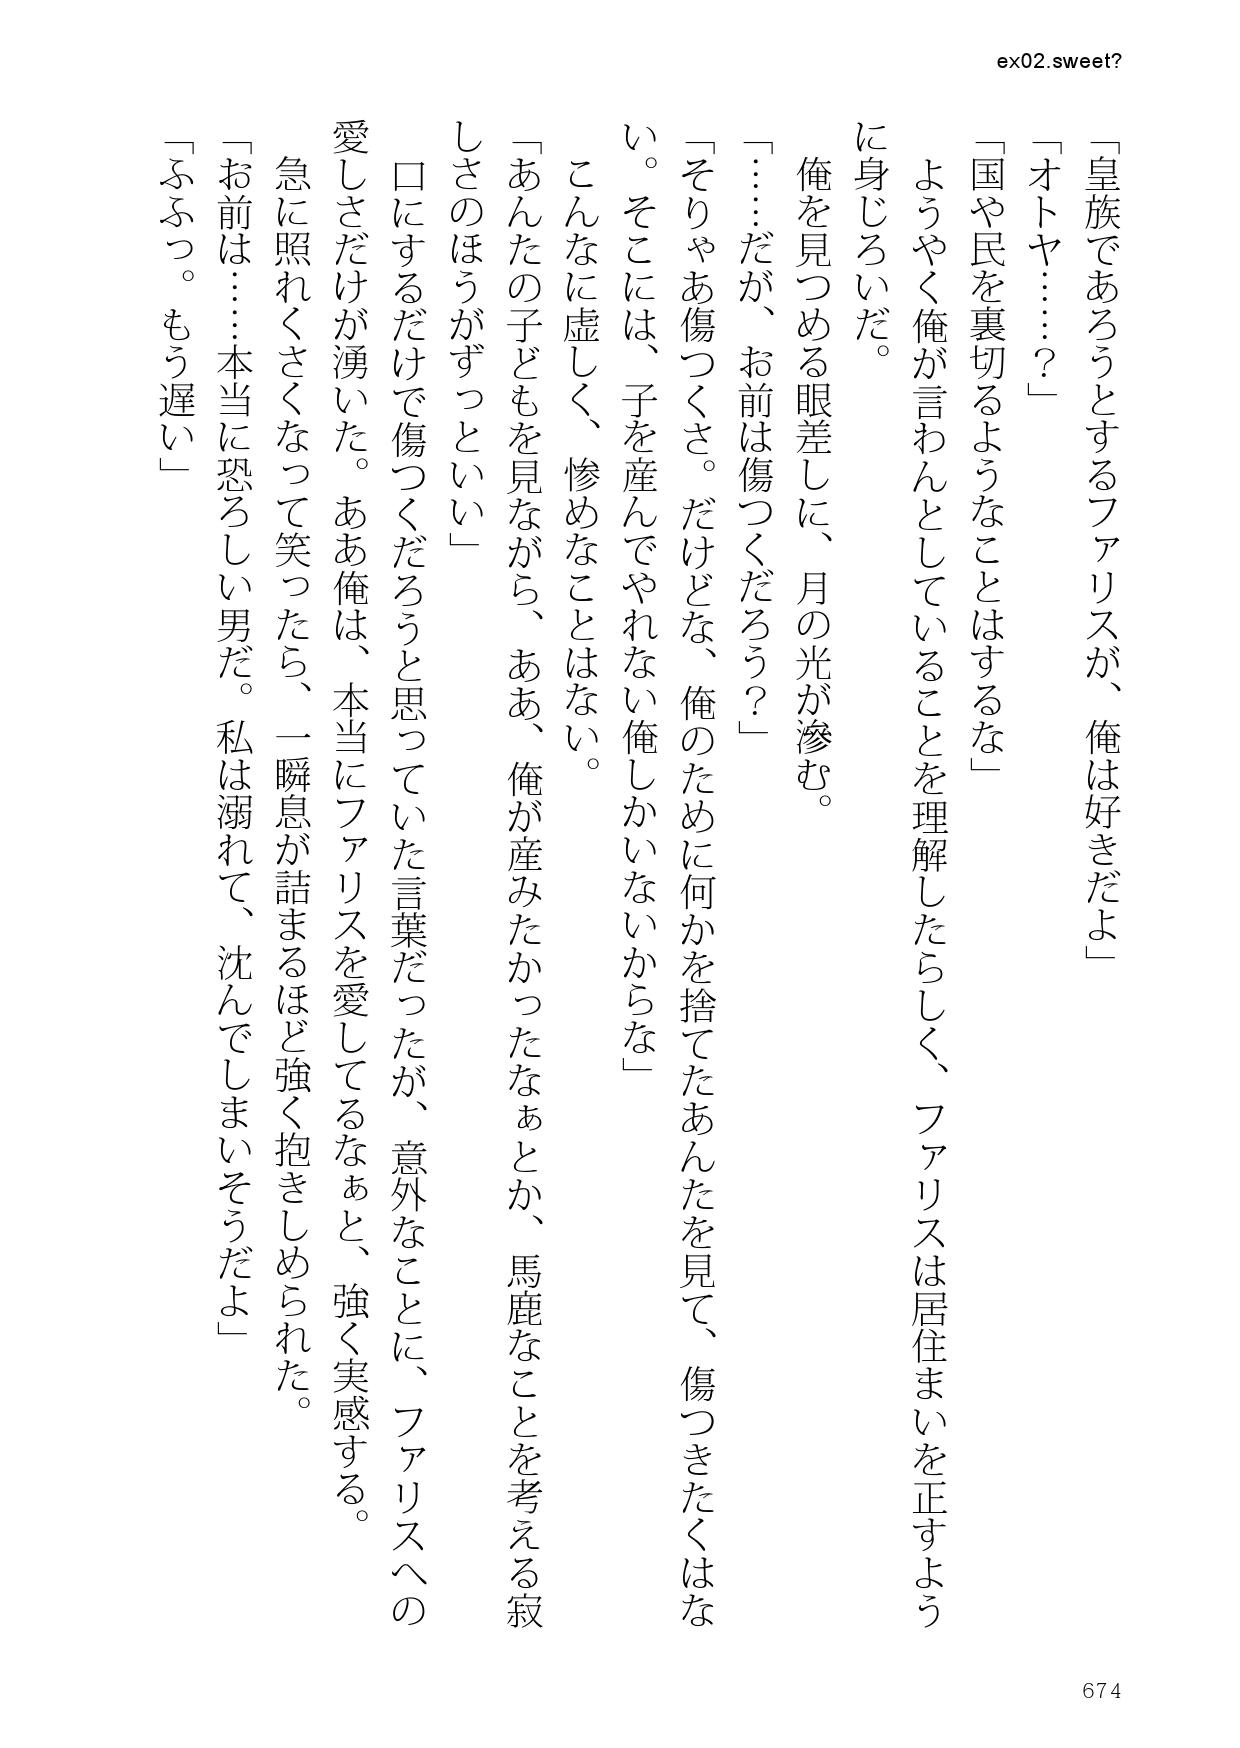 ex02.sweet?
「皇族であろうとするファリスが、俺は好きだよ」
「オトヤ……？」
「国や民を裏切るようなことはするな」
　ようやく俺が言わんとしていることを理解したらしく、ファリスは居住まいを正すよう
に身じろいだ。
　俺を見つめる眼差しに、月の光が滲む。
「……だが、お前は傷つくだろう？」
「そりゃあ傷つくさ。だけどな、俺のために何かを捨てたあんたを見て、傷つきたくはな
い。そこには、子を産んでやれない俺しかいないからな」
　こんなに虚しく、惨めなことはない。
「あんたの子どもを見ながら、ああ、俺が産みたかったなぁとか、馬鹿なことを考える寂
しさのほうがずっといい」
　口にするだけで傷つくだろうと思っていた言葉だったが、意外なことに、ファリスへの
愛しさだけが湧いた。ああ俺は、本当にファリスを愛してるなぁと、強く実感する。
　急に照れくさくなって笑ったら、一瞬息が詰まるほど強く抱きしめられた。
「お前は……本当に恐ろしい男だ。私は溺れて、沈んでしまいそうだよ」
「ふふっ。もう遅い」
674